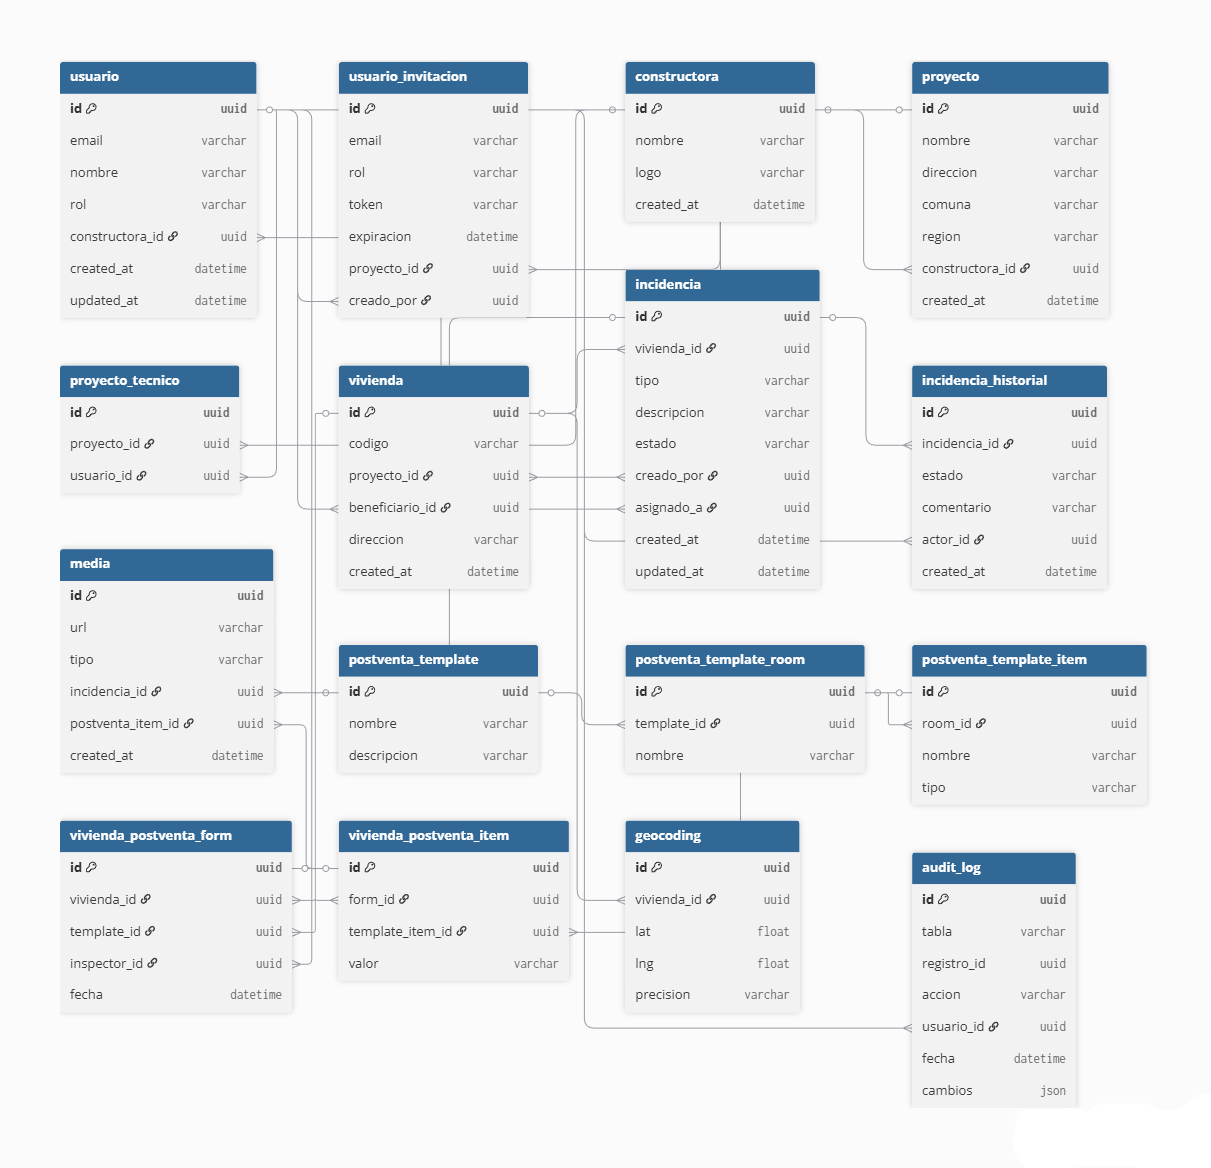 usuario
id uuid
email varchar
nombre varchar
rol varchar
constructora_id uuid
created_at datetime
updated_at datetime
usuario_invitacion
id uuid
email varchar
rol varchar
token varchar
expiracion datetime
proyecto_id uuid
creado_por uuid
constructora
id uuid
nombre varchar
logo varchar
created_at datetime
proyecto
id uuid
nombre varchar
direccion varchar
comuna varchar
region varchar
constructora_id uuid
created_at datetime
incidencia
id uuid
vivienda_id uuid
tipo varchar
descripcion varchar
estado varchar
creado_por uuid
asignado_a uuid
created_at datetime
updated_at datetime
proyecto_tecnico
id uuid
proyecto_id uuid
usuario_id uuid
vivienda
id uuid
codigo varchar
proyecto_id uuid
beneficiario_id uuid
direccion varchar
created_at datetime
incidencia_historial
id uuid
incidencia_id uuid
estado varchar
comentario varchar
actor_id uuid
created_at datetime
media
id uuid
url varchar
tipo varchar
incidencia_id uuid
postventa_item_id uuid
created_at datetime
postventa_template
id uuid
nombre varchar
descripcion varchar
postventa_template_room
id uuid
template_id uuid
nombre varchar
postventa_template_item
id uuid
room_id uuid
nombre varchar
tipo varchar
vivienda_postventa_form
id uuid
vivienda_id uuid
template_id uuid
inspector_id uuid
fecha datetime
vivienda_postventa_item
id uuid
form_id uuid
template_item_id uuid
valor varchar
geocoding
id uuid
vivienda_id uuid
lat float
lng float
precision varchar
audit_log
id uuid
tabla varchar
registro_id uuid
accion varchar
usuario_id uuid
fecha datetime
cambios json